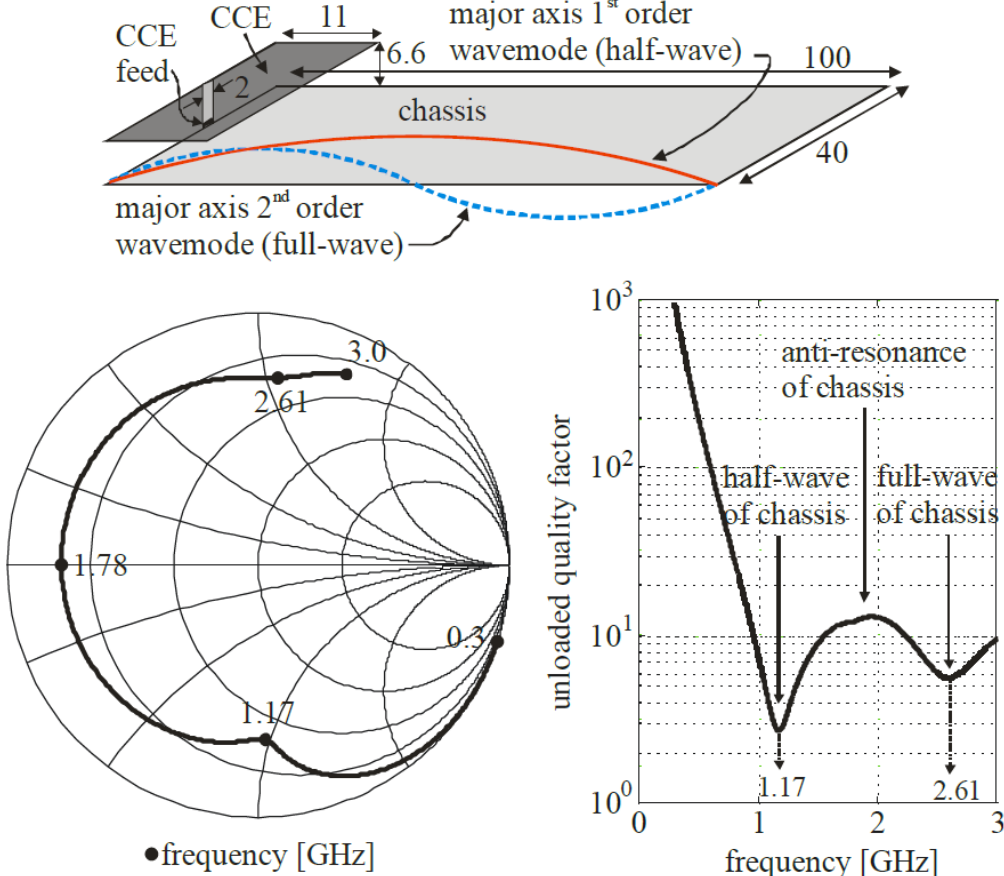 11
CCE
CCE
feed
2
6.6
major axis 1st order
wavemode (half-wave)
100
chassis
40
major axis 2nd order
wavemode (full-wave)
3.0
2.61
1.78
0.3
1.17
frequency [GHz]
unloaded quality factor
10^3
10^2
10^1
10^0
anti-resonance
of chassis
half-wave
of chassis
full-wave
of chassis
1.17
2.61
0
1
2
3
frequency [GHz]